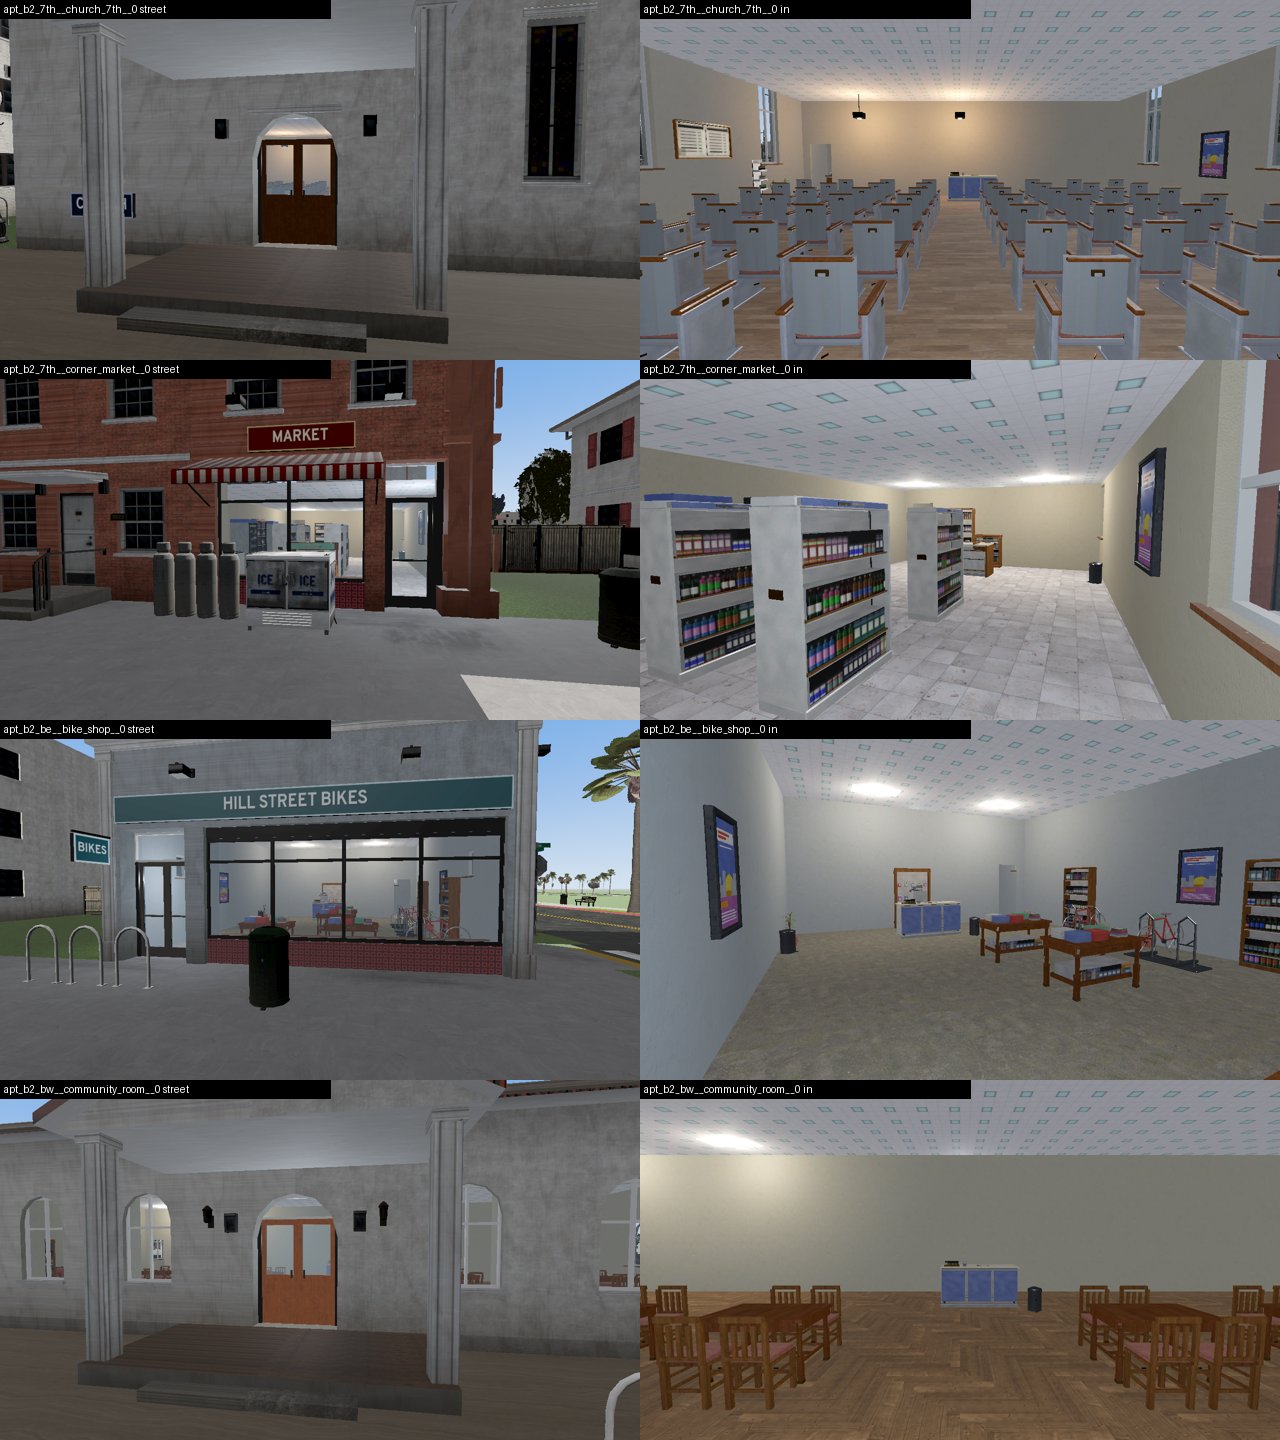 apt_b2_7th__church_7th__0 street
apt_b2_7th__church_7th__0 in
apt_b2_7th__corner_market__0 street
apt_b2_7th__corner_market__0 in
MARKET
ICE ICE
apt_b2_be__bike_shop__0 street
apt_b2_be__bike_shop__0 in
HILL STREET BIKES
BIKES
apt_b2_bw__community_room__0 street
apt_b2_bw__community_room__0 in